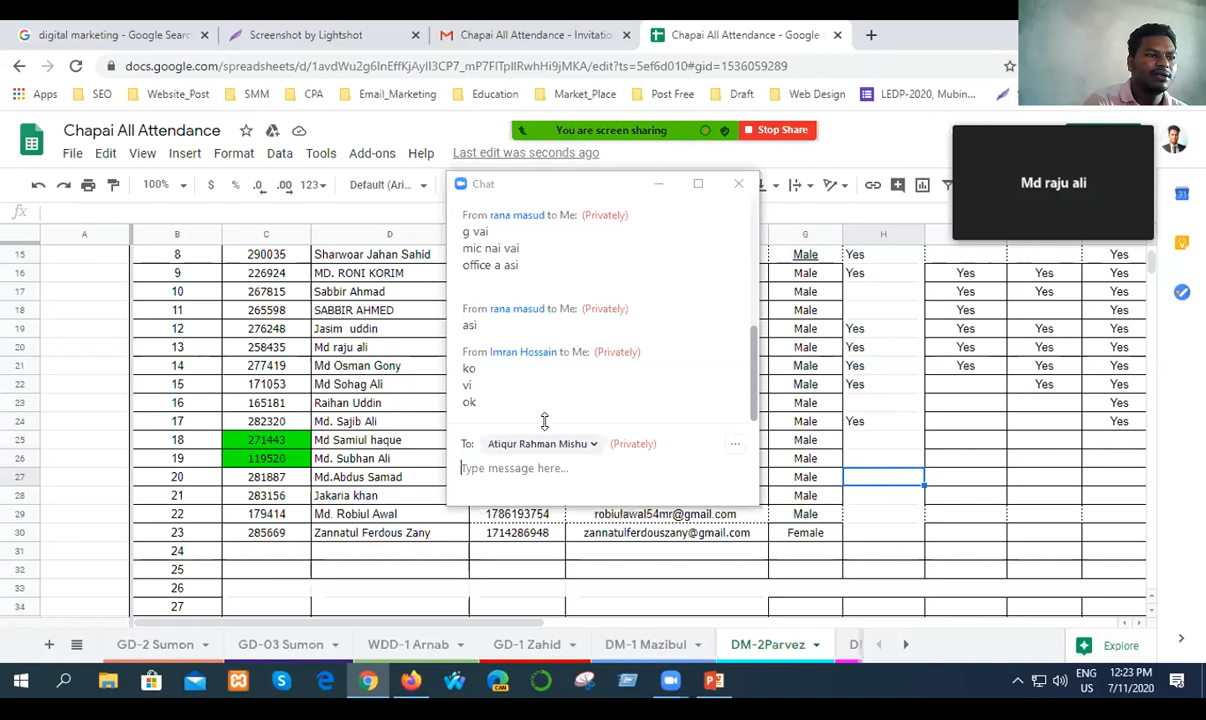 digital marketing - Google Searc
Screenshot by Lightshot
Chapai All Attendance - Invitatio
Chapai All Attendance - Google S
docs.google.com/spreadsheets/d/1avdWu2g6InEffKjAyII3CP7_mP7FlTpIlRwhHi9jMKA/edit?ts=5ef6d010#gid=1536059289
Apps SEO Website_Post SMM CPA Email_Marketing Education Market_Place Post Free Draft Web Design LEDP-2020, Mubin...
Chapai All Attendance
You are screen sharing Stop Share
File Edit View Insert Format Data Tools Add-ons Help Last edit was seconds ago
100% $ % .0 .00 123 Default (Ari...
Md raju ali
fx
A B C D G H
15 8 290035 Sharwoar Jahan Sahid Male Yes Yes
16 9 226924 MD. RONI KORIM Male Yes Yes Yes Yes
17 10 267815 Sabbir Ahmad Male Yes Yes Yes
18 11 265598 SABBIR AHMED Male Yes Yes
19 12 276248 Jasim uddin Male Yes Yes Yes Yes
20 13 258435 Md raju ali Male Yes Yes Yes Yes
21 14 277419 Md Osman Gony Male Yes Yes Yes Yes
22 15 171053 Md Sohag Ali Male Yes Yes Yes
23 16 165181 Raihan Uddin Male Yes
24 17 282320 Md. Sajib Ali Male Yes Yes
25 18 271443 Md Samiul haque Male
26 19 119520 Md. Subhan Ali Male
27 20 281887 Md.Abdus Samad Male
28 21 283156 Jakaria khan Male
29 22 179414 Md. Robiul Awal 1786193754 robiulawal54mr@gmail.com Male
30 23 285669 Zannatul Ferdous Zany 1714286948 zannatulferdouszany@gmail.com Female
31 24
32 25
33 26
34 27
Chat
From rana masud to Me: (Privately)
g vai
mic nai vai
office a asi
From rana masud to Me: (Privately)
asi
From Imran Hossain to Me: (Privately)
ko
vi
ok
To: Atiqur Rahman Mishu (Privately)
Type message here...
GD-2 Sumon GD-03 Sumon WDD-1 Arnab GD-1 Zahid DM-1 Mazibul DM-2Parvez Explore
ENG 12:23 PM
US 7/11/2020